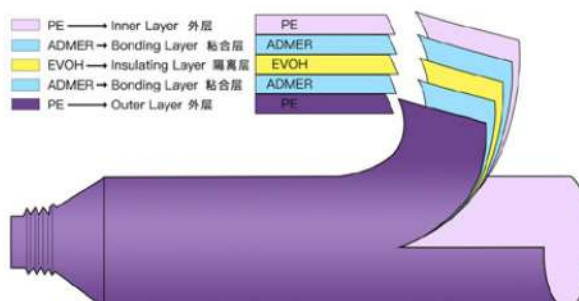 PE → Inner Layer 外层
ADMER → Bonding Layer 粘合层
EVOH → Insulating Layer 隔离层
ADMER → Bonding Layer 粘合层
PE → Outer Layer 外层
PE
ADMER
EVOH
ADMER
PE